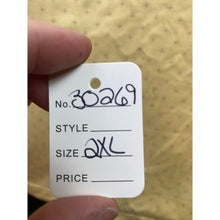 No. 30269
STYLE
SIZE 2XL
PRICE